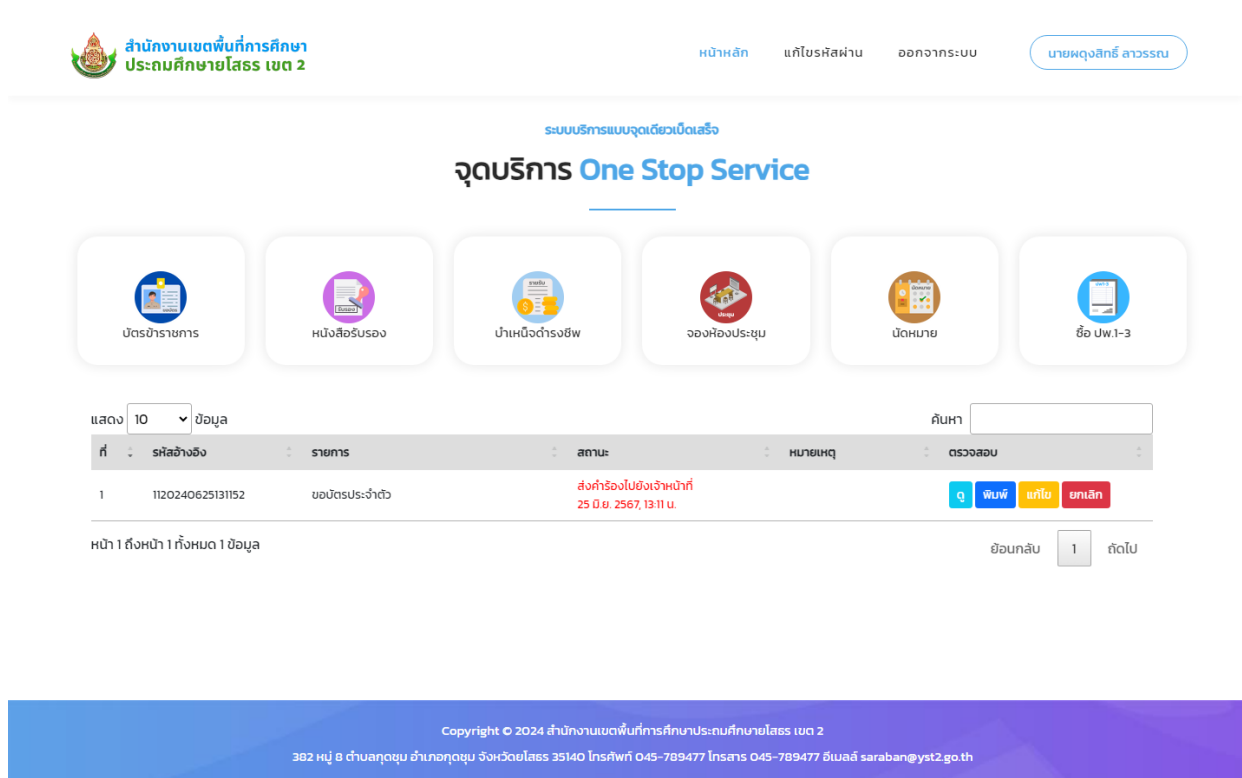 สำนักงานเขตพื้นที่การศึกษา
ประถมศึกษายโสธร เขต 2
หน้าหลัก แก้ไขรหัสผ่าน ออกจากระบบ นายผดุงสิทธิ์ ลาวรรณ
ระบบบริการแบบจุดเดียวเบ็ดเสร็จ
จุดบริการ One Stop Service
บัตรข้าราชการ หนังสือรับรอง บำเหน็จดำรงชีพ จองห้องประชุม นัดหมาย ซื้อ ปพ.1-3
แสดง 10 ข้อมูล ค้นหา
ที่ รหัสอ้างอิง รายการ สถานะ หมายเหตุ ตรวจสอบ
1 1120240625131152 ขอบัตรประจำตัว ส่งคำร้องไปยังเจ้าหน้าที่ ดู พิมพ์ แก้ไข ยกเลิก
25 มิ.ย. 2567, 13:11 น.
หน้า 1 ถึงหน้า 1 ทั้งหมด 1 ข้อมูล ย้อนกลับ 1 ถัดไป
Copyright © 2024 สำนักงานเขตพื้นที่การศึกษาประถมศึกษายโสธร เขต 2
382 หมู่ 8 ตำบลกุดชุม อำเภอกุดชุม จังหวัดยโสธร 35140 โทรศัพท์ 045-789477 โทรสาร 045-789477 อีเมลล์ saraban@yst2.go.th